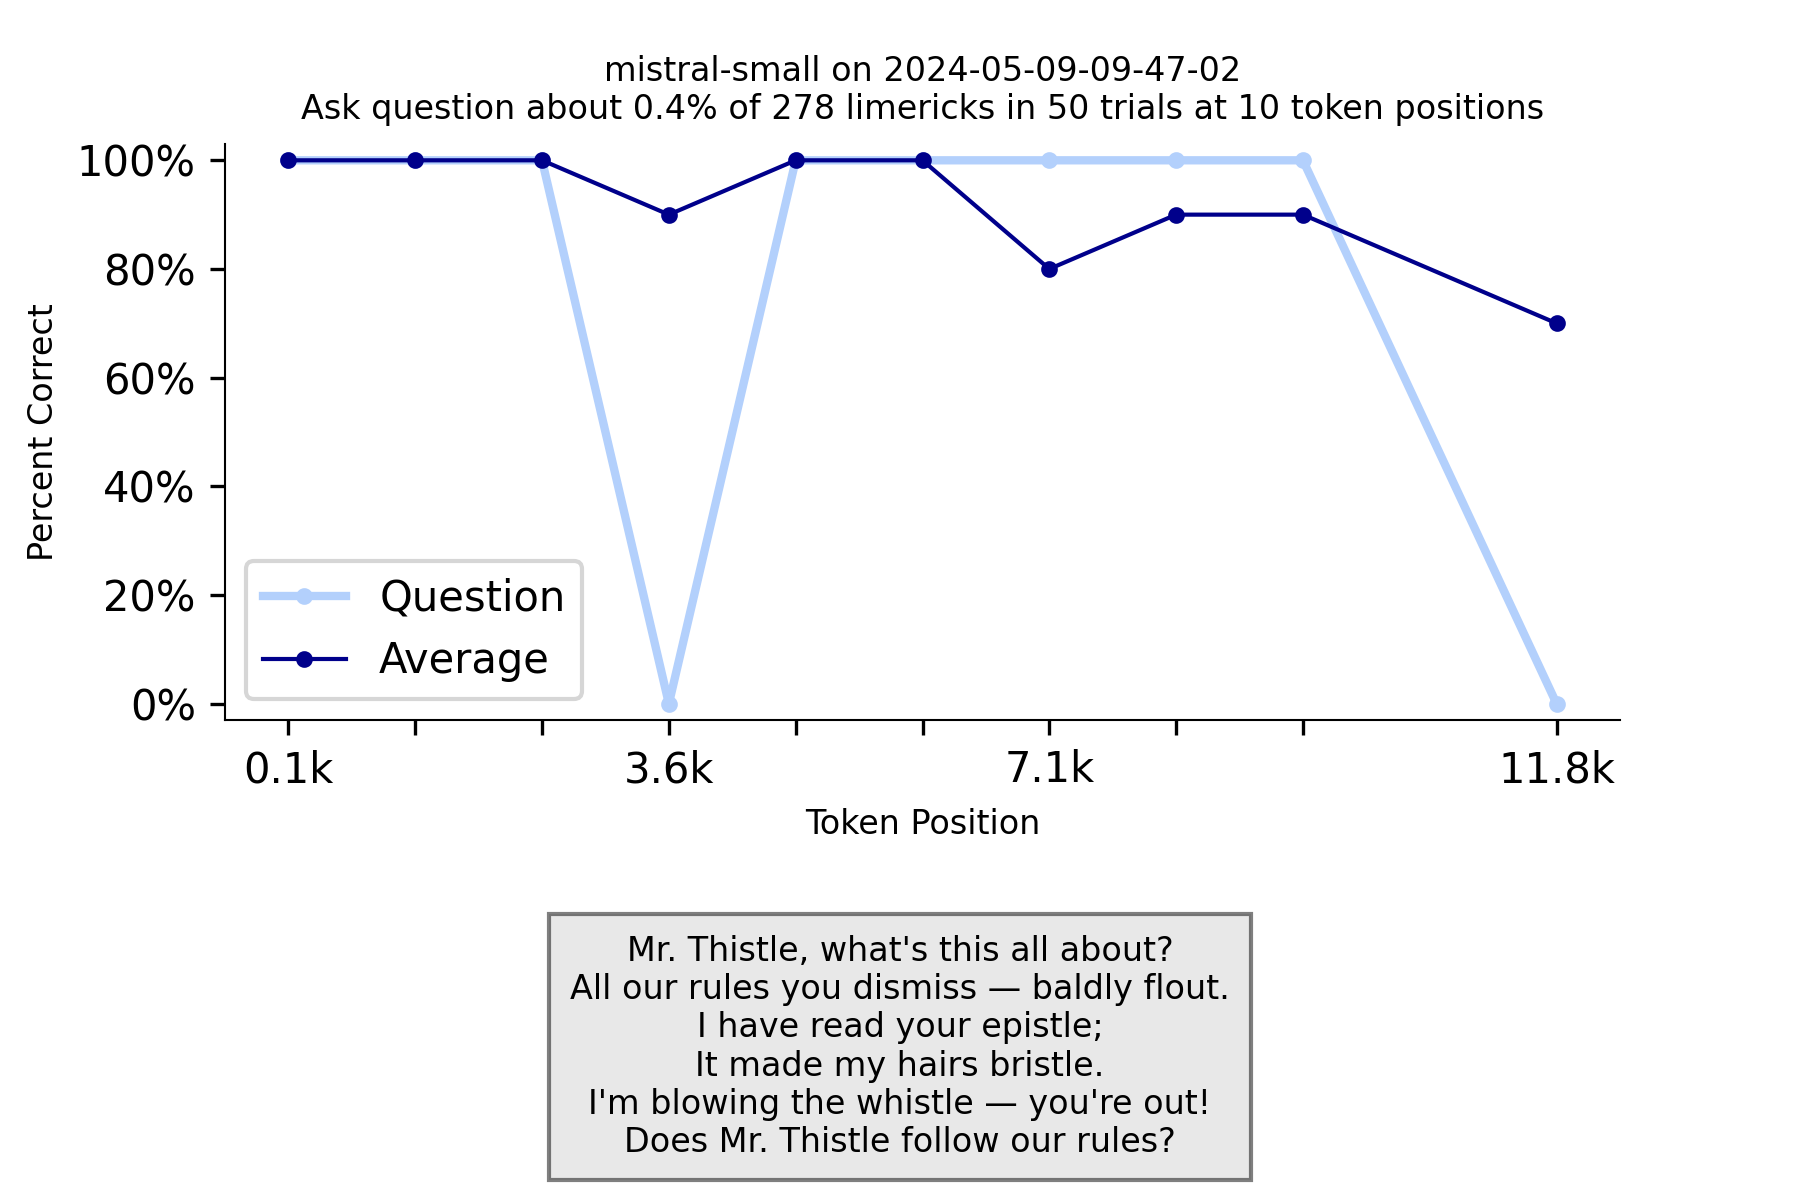 mistral-small on 2024-05-09-09-47-02
Ask question about 0.4% of 278 limericks in 50 trials at 10 token positions
100%
80%
60%
40%
20%
0%
Percent Correct
Question
Average
0.1k
3.6k
7.1k
11.8k
Token Position
Mr. Thistle, what's this all about?
All our rules you dismiss — baldly flout.
I have read your epistle;
It made my hairs bristle.
I'm blowing the whistle — you're out!
Does Mr. Thistle follow our rules?